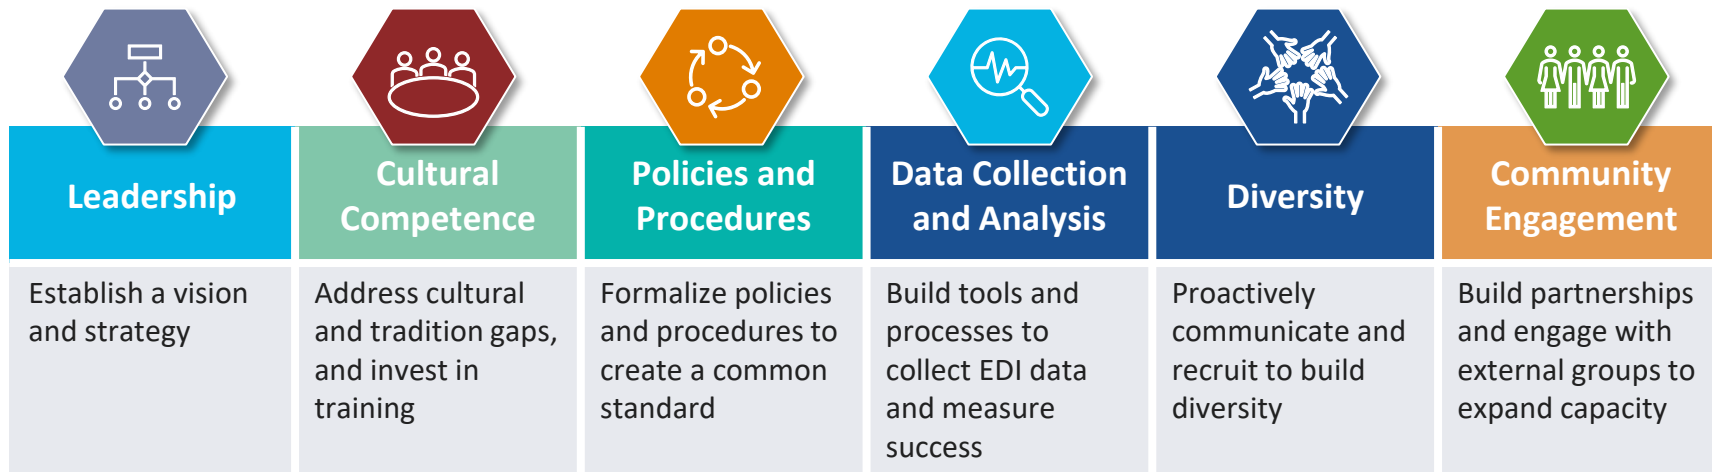 Leadership
Establish a vision
and strategy
Cultural
Competence
Address cultural
and tradition gaps,
and invest in
training
Policies and
Procedures
Formalize policies
and procedures to
create a common
standard
Data Collection
and Analysis
Build tools and
processes to
collect EDI data
and measure
success
Diversity
Proactively
communicate and
recruit to build
diversity
Community
Engagement
Build partnerships
and engage with
external groups to
expand capacity